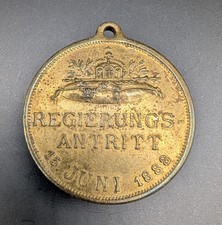 REGIERUNGS-
ANTRITT
15 JUNI 1888